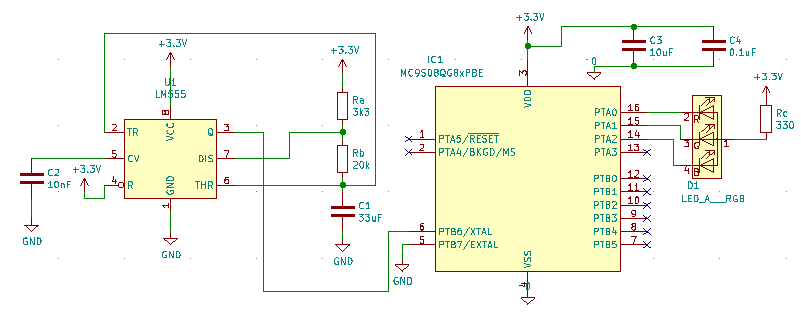 +3.3V
U1
LM555
8
VCC
2
TR
Q
3
5
CV
DIS
7
4
R
GND
THR
6
1
GND
C2
10nF
GND
+3.3V
+3.3V
Ra
3k3
Rb
20k
C1
33uF
GND
+3.3V
IC1
MC9S08QG8xPBE
3
VDD
1
PTA5/RESET
2
PTA4/BKGD/MS
6
PTB6/XTAL
5
PTB7/EXTAL
GND
VSS
4
0
PTA0
16
PTA1
15
PTA2
14
PTA3
13
PTB0
12
PTB1
11
PTB2
10
PTB3
9
PTB4
8
PTB5
7
0
C3
10uF
C4
0.1uF
2
R
3
G
4
B
1
D1
LED_A___RGB
+3.3V
Rc
330